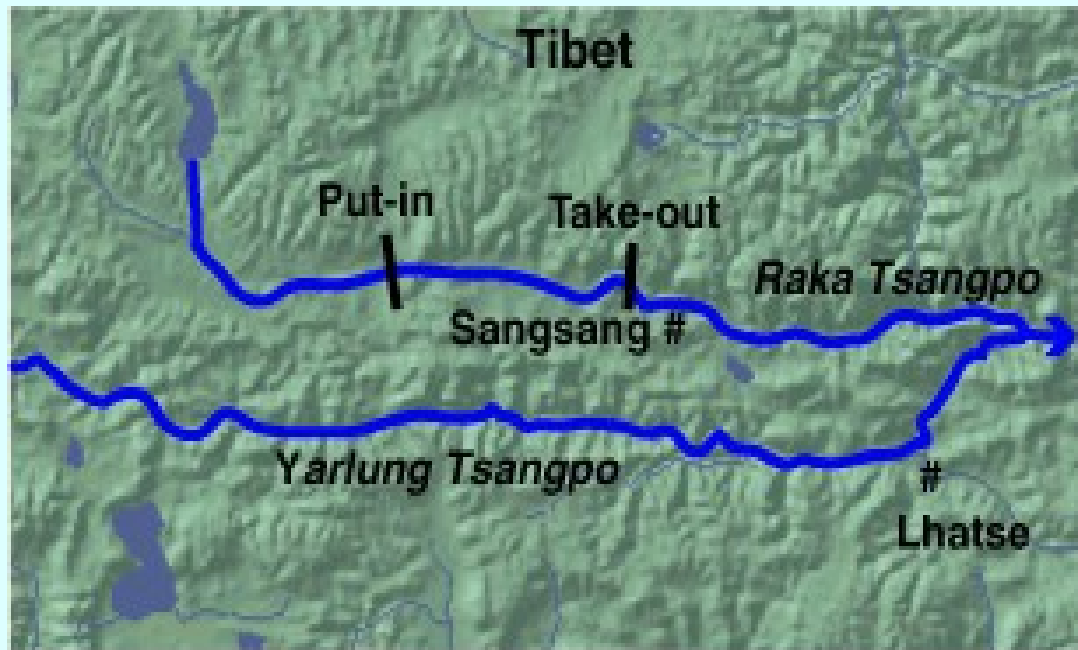 Tibet
Put-in
Take-out
Raka Tsangpo
Sangsang #
Yarlung Tsangpo
#
Lhatse